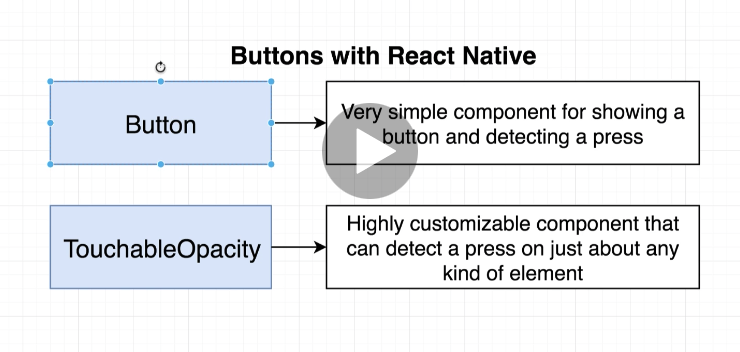 Buttons with React Native
Button
Very simple component for showing a
button and detecting a press
TouchableOpacity
Highly customizable component that
can detect a press on just about any
kind of element